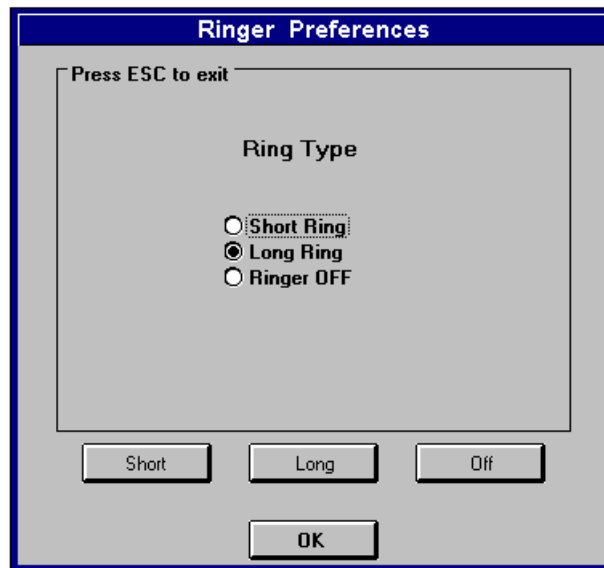 Ringer Preferences
Press ESC to exit
Ring Type
Short Ring
Long Ring
Ringer OFF
Short Long Off
OK